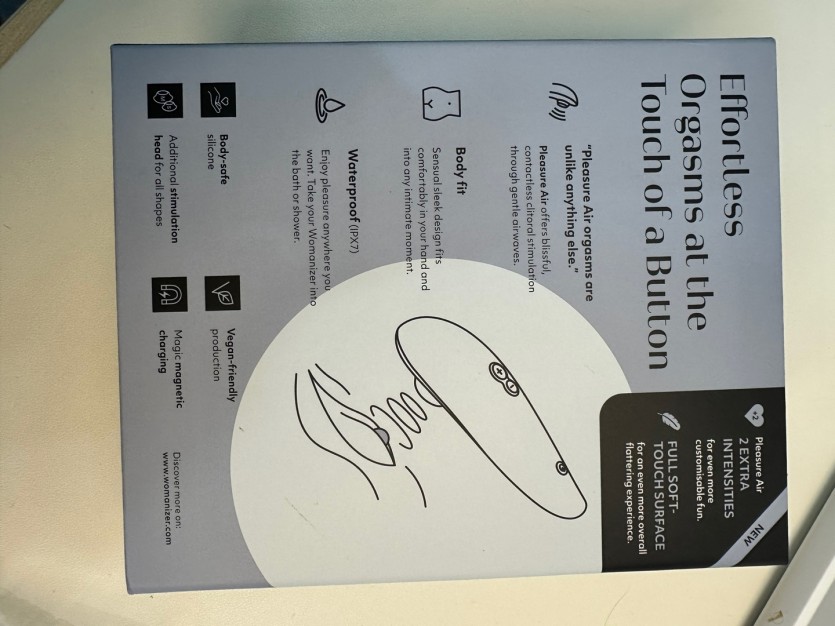 Effortless
Orgasms at the
Touch of a Button
"Pleasure Air orgasms are
unlike anything else."
Pleasure Air offers blissful,
contactless clitoral stimulation
through gentle airwaves.
Body fit
Sensual sleek design fits
comfortably in your hand and
into any intimate moment.
Waterproof (IPX7)
Enjoy pleasure anywhere you
want. Take your Womanizer into
the bath or shower.
Body-safe
silicone
Vegan-friendly
production
Additional stimulation
head for all shapes
Magic magnetic
charging
Discover more on:
www.womanizer.com
NEW
+2
Pleasure Air
2 EXTRA
INTENSITIES
for even more
customisable fun.
FULL SOFT-
TOUCH SURFACE
for an even more overall
flattering experience.